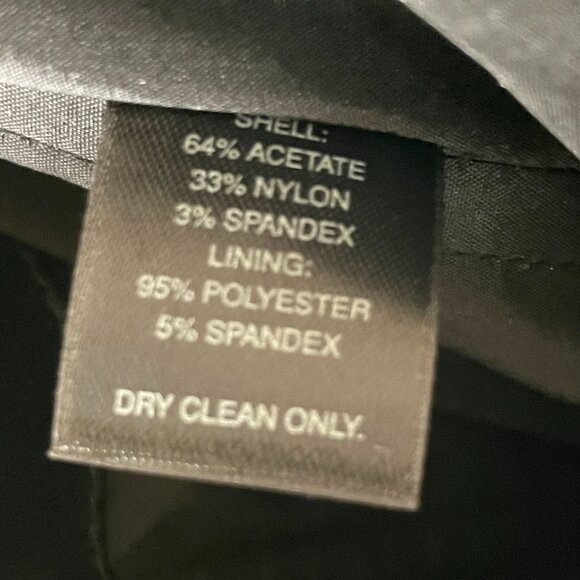 SHELL:
64% ACETATE
33% NYLON
3% SPANDEX
LINING:
95% POLYESTER
5% SPANDEX
DRY CLEAN ONLY.